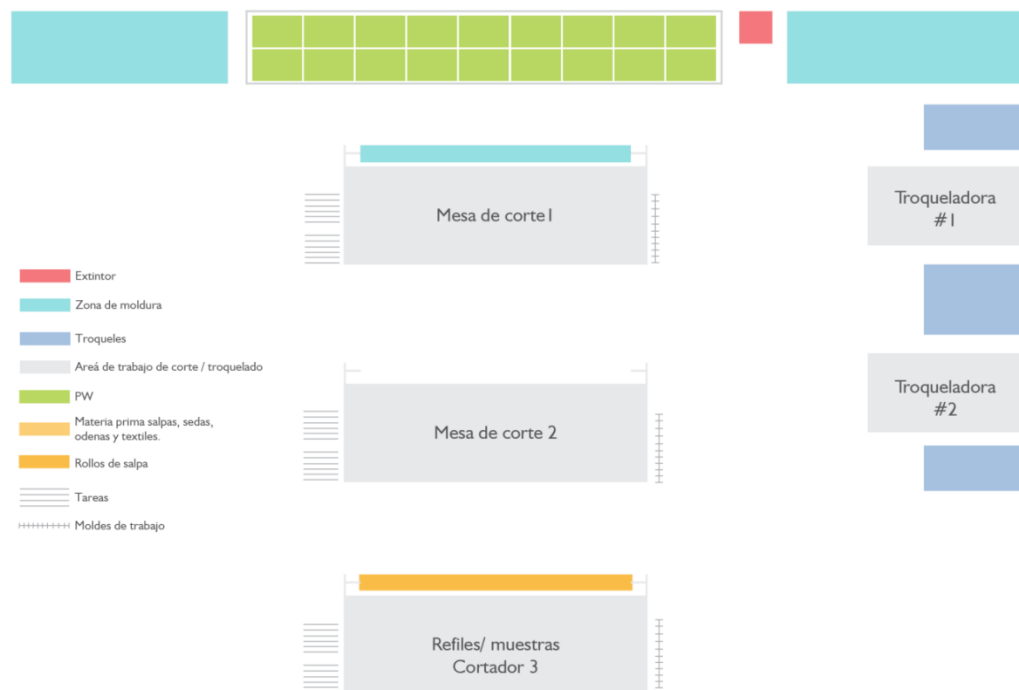 Mesa de corte1
Troqueladora
#1
Extintor
Zona de moldura
Troqueles
Areá de trabajo de corte / troquelado
PW
Materia prima salpas, sedas,
odenas y textiles.
Rollos de salpa
Tareas
Moldes de trabajo
Mesa de corte 2
Troqueladora
#2
Refiles/ muestras
Cortador 3